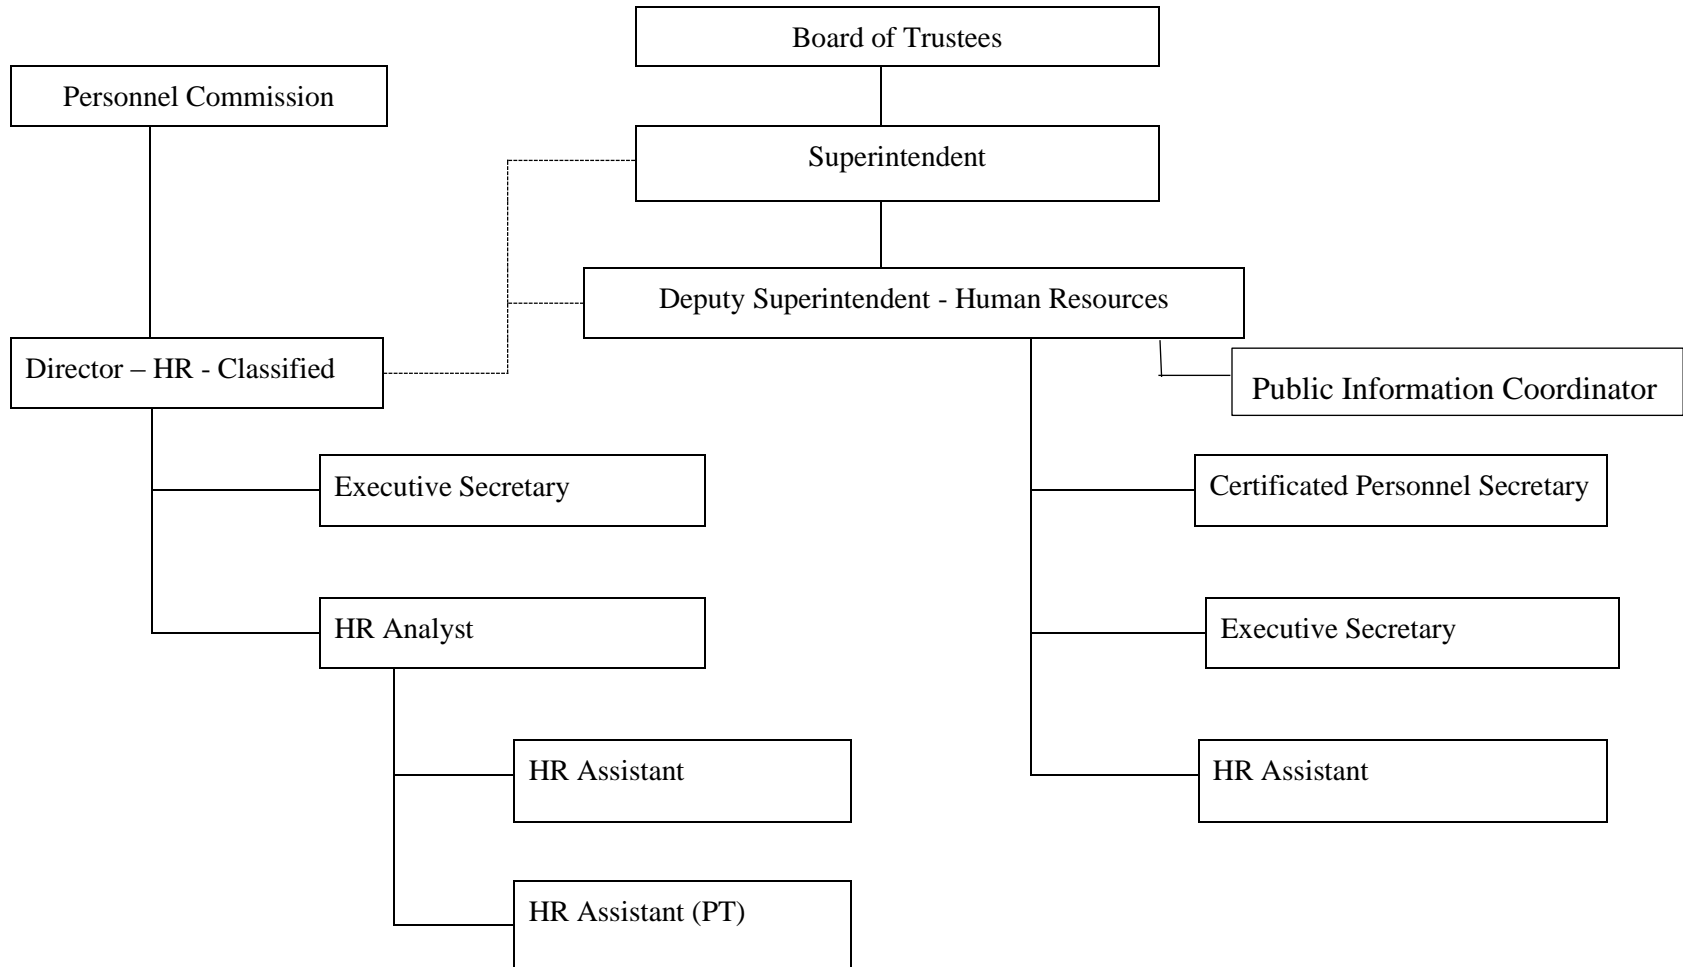 Board of Trustees
Personnel Commission
Superintendent
Deputy Superintendent - Human Resources
Director – HR - Classified
Public Information Coordinator
Executive Secretary
Certificated Personnel Secretary
HR Analyst
Executive Secretary
HR Assistant
HR Assistant
HR Assistant (PT)